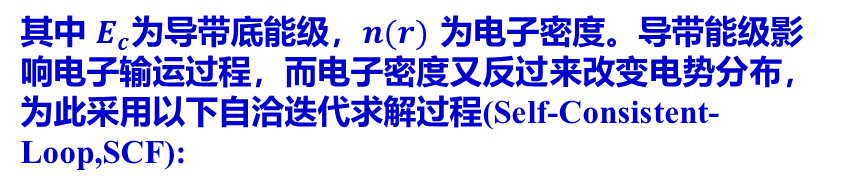 其中 E_c为导带底能级，n(r) 为电子密度。导带能级影
响电子输运过程，而电子密度又反过来改变电势分布，
为此采用以下自洽迭代求解过程(Self-Consistent-
Loop,SCF):